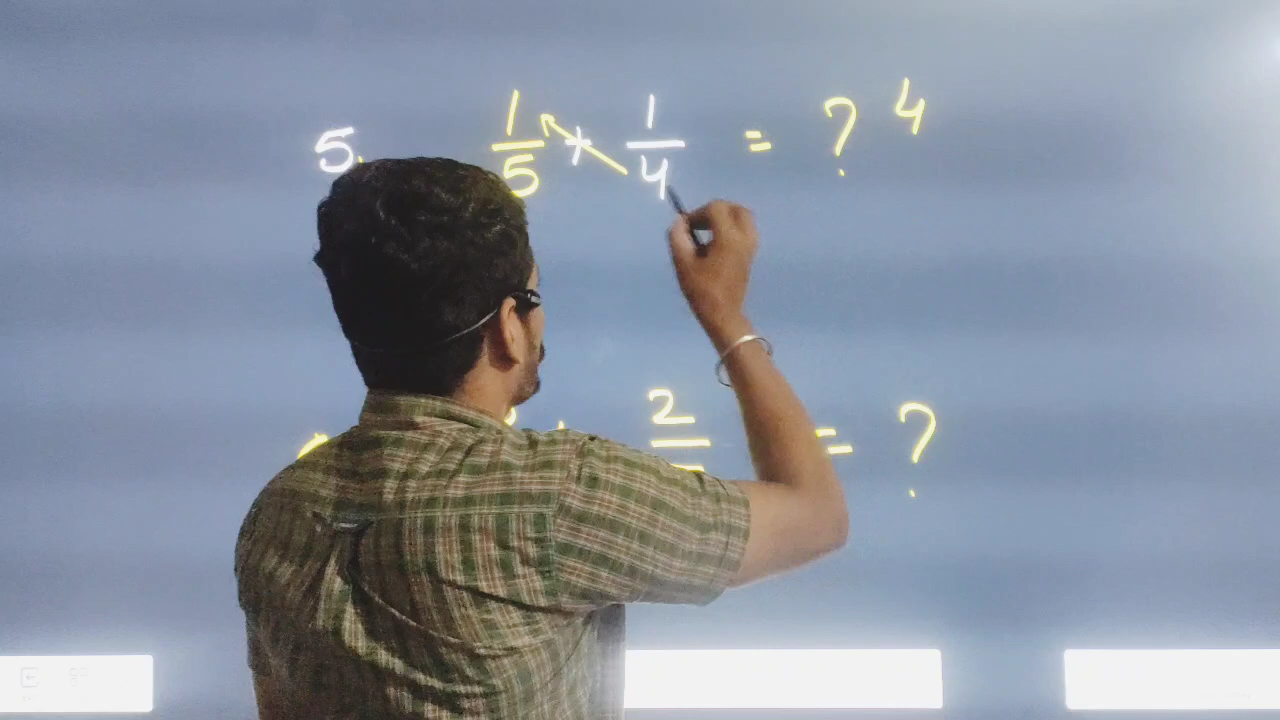 5. 1/5 + 1/4 = ? 4
2 = ?